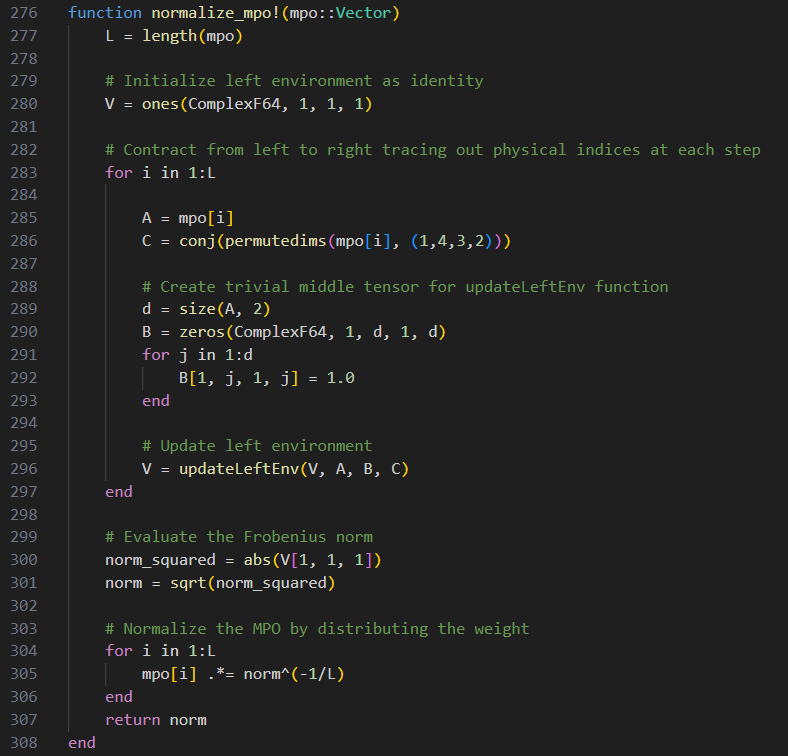 276 function normalize_mpo!(mpo::Vector)
277     L = length(mpo)
278
279     # Initialize left environment as identity
280     V = ones(ComplexF64, 1, 1, 1)
281
282     # Contract from left to right tracing out physical indices at each step
283     for i in 1:L
284
285         A = mpo[i]
286         C = conj(permutedims(mpo[i], (1,4,3,2)))
287
288         # Create trivial middle tensor for updateLeftEnv function
289         d = size(A, 2)
290         B = zeros(ComplexF64, 1, d, 1, d)
291         for j in 1:d
292             B[1, j, 1, j] = 1.0
293         end
294
295         # Update left environment
296         V = updateLeftEnv(V, A, B, C)
297     end
298
299     # Evaluate the Frobenius norm
300     norm_squared = abs(V[1, 1, 1])
301     norm = sqrt(norm_squared)
302
303     # Normalize the MPO by distributing the weight
304     for i in 1:L
305         mpo[i] .*= norm^(-1/L)
306     end
307     return norm
308 end